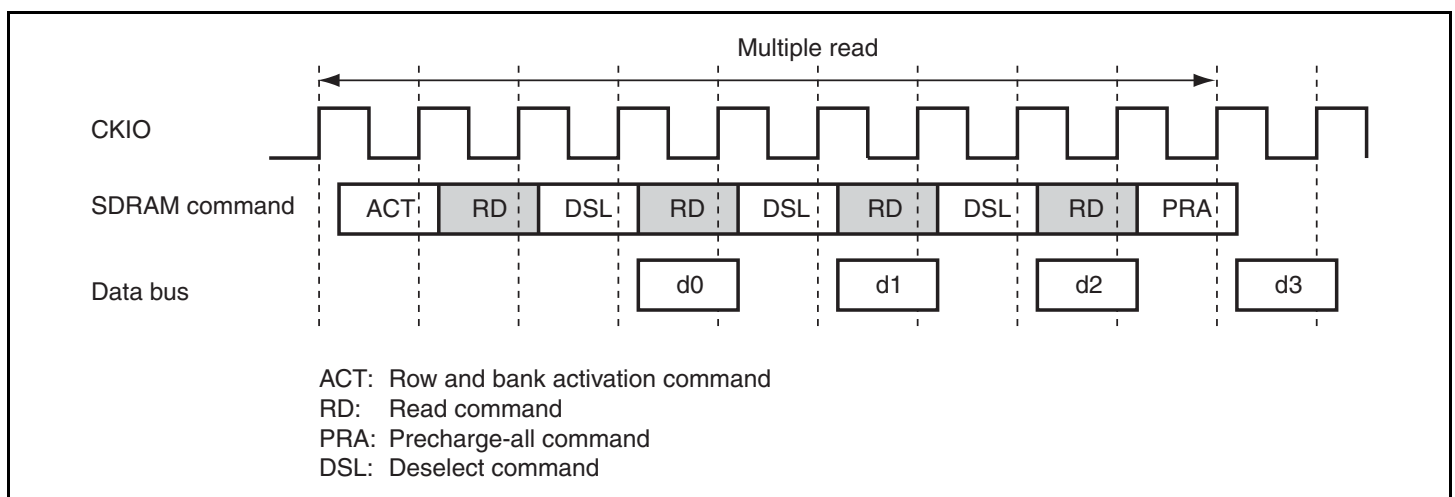 Multiple read
CKIO
SDRAM command ACT RD DSL RD DSL RD DSL RD PRA
Data bus d0 d1 d2 d3
ACT: Row and bank activation command
RD: Read command
PRA: Precharge-all command
DSL: Deselect command